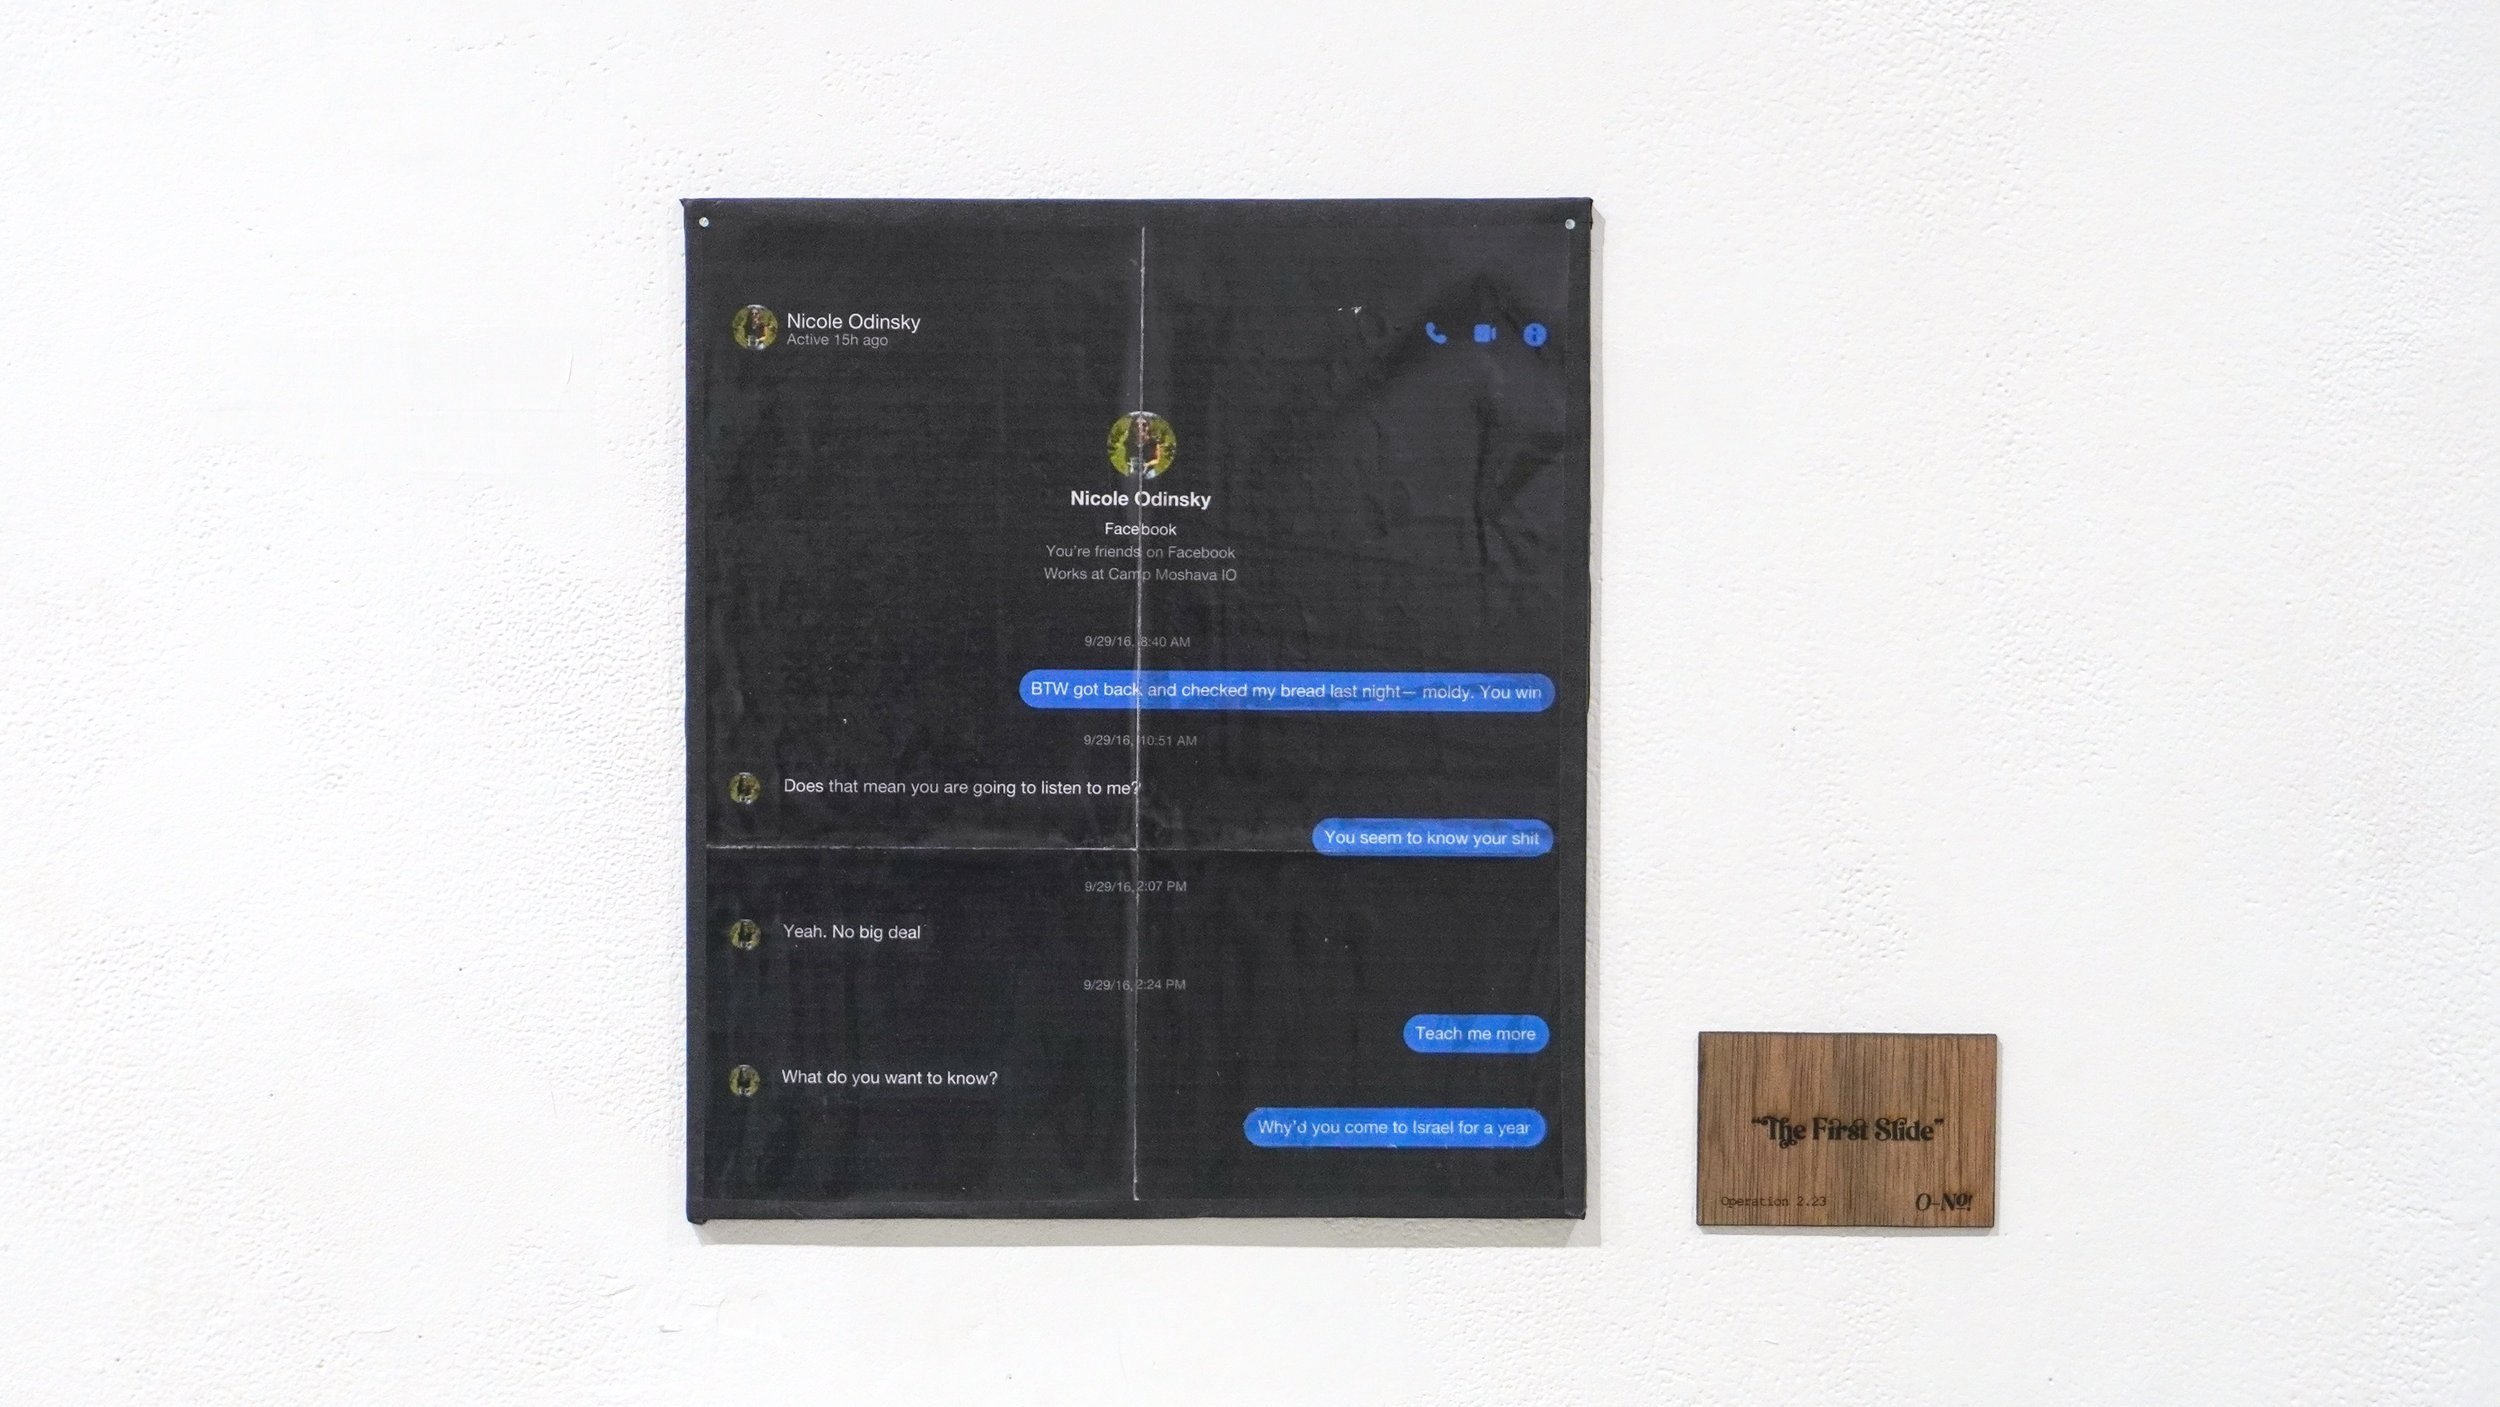 Nicole Odinsky
Active 15h ago
Nicole Odinsky
Facebook
You're friends on Facebook
Works at Camp Moshava IO
9/29/16, 8:40 AM
BTW got back and checked my bread last night— moldy. You win
9/29/16, 10:51 AM
Does that mean you are going to listen to me?
You seem to know your shit
9/29/16, 2:07 PM
Yeah. No big deal
9/29/16, 2:24 PM
Teach me more
What do you want to know?
Why'd you come to Israel for a year
"The First Slide"
Operation 2.23
O-No!